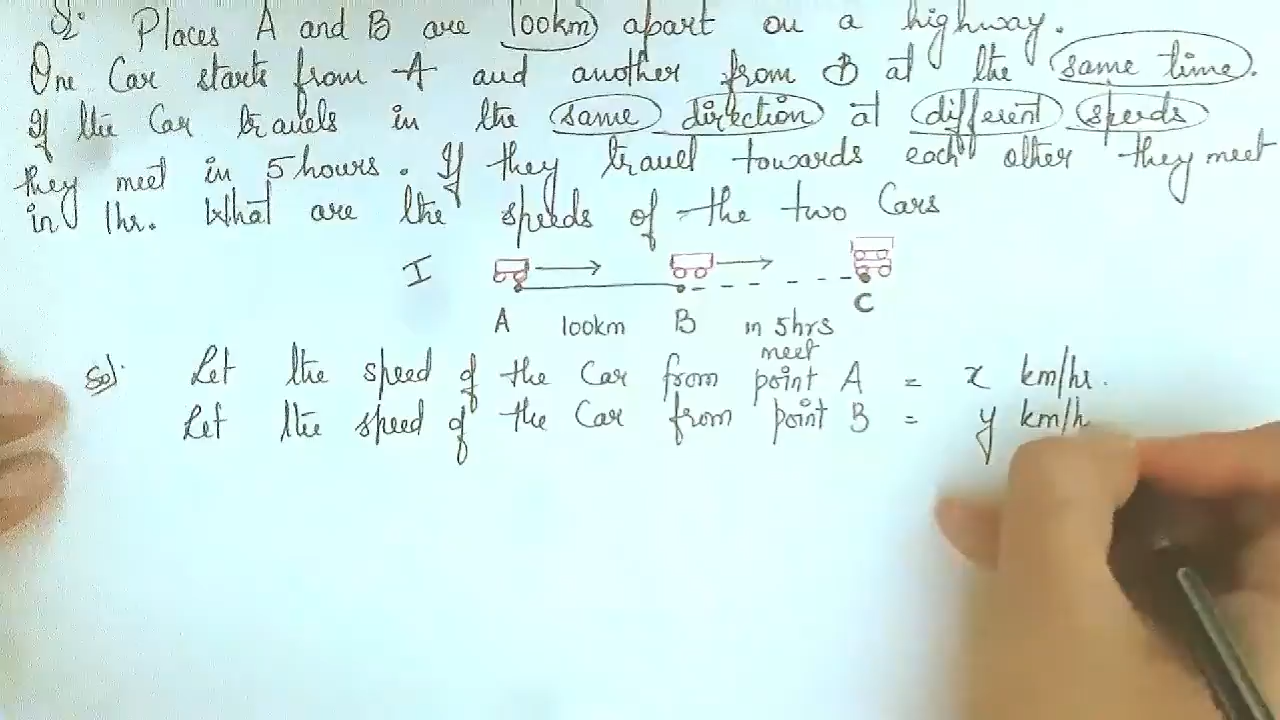 Q: Places A and B are 100km apart on a highway.
One Car starts from A and another from B at the same time.
If the Car travels in the same direction at different speeds
they meet in 5 hours. If they travel towards each other they meet
in 1hr. What are the speeds of the two Cars
I
A 100km B in 5hrs C
meet
Sol. Let the speed of the Car from point A = x km/hr.
Let the speed of the Car from point B = y km/h